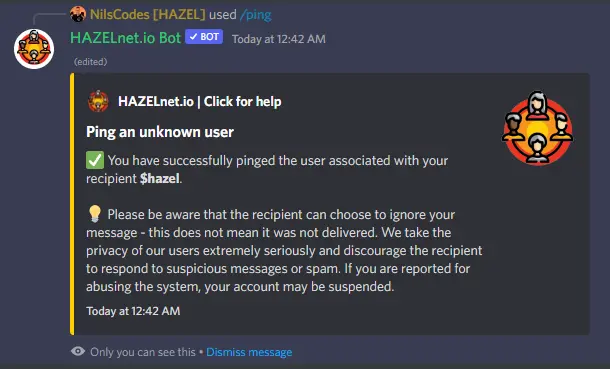 NilsCodes [HAZEL] used /ping
HAZELnet.io Bot ✓ BOT Today at 12:42 AM
(edited)
HAZELnet.io | Click for help
Ping an unknown user
✅ You have successfully pinged the user associated with your
recipient $hazel.
💡 Please be aware that the recipient can choose to ignore your
message - this does not mean it was not delivered. We take the
privacy of our users extremely seriously and discourage the recipient
to respond to suspicious messages or spam. If you are reported for
abusing the system, your account may be suspended.
Today at 12:42 AM
Only you can see this • Dismiss message